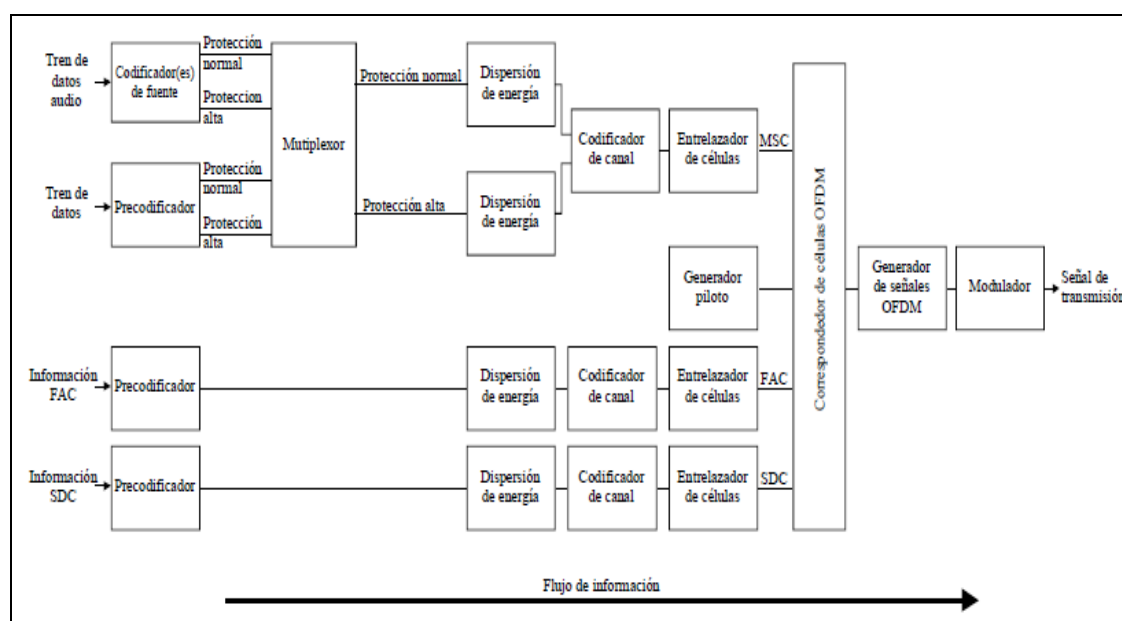 Tren de
datos
audio
Codificador(es)
de fuente
Protección
normal
Proteccion
alta
Mutiplexor
Protección normal
Dispersión
de energía
Codificador
de canal
Entrelazador
de células
MSC
Tren de
datos
Precodificador
Protección
normal
Protección
alta
Protección alta
Dispersión
de energía
Correspondedor de células OFDM
Generador
piloto
Generador
de señales
OFDM
Modulador
Señal de
transmisión
Información
FAC
Precodificador
Dispersión
de energía
Codificador
de canal
Entrelazador
de células
FAC
Información
SDC
Precodificador
Dispersión
de energía
Codificador
de canal
Entrelazador
de células
SDC
Flujo de información